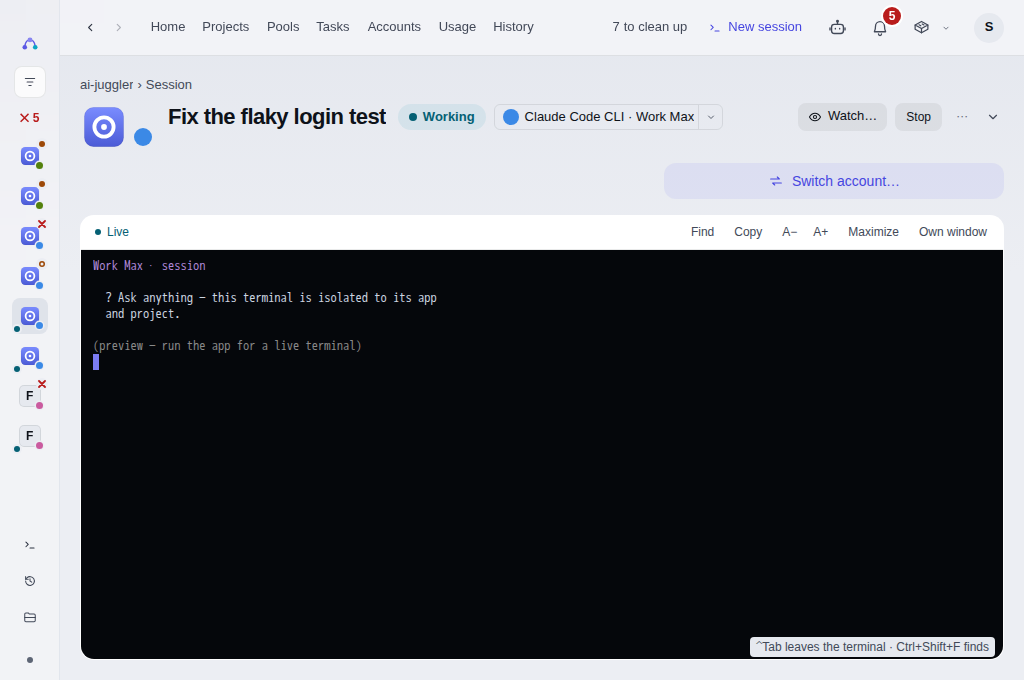 Home Projects Pools Tasks Accounts Usage History 7 to clean up New session 5 S
5
ai-juggler › Session
Fix the flaky login test Working Claude Code CLI · Work Max Watch… Stop ···
Switch account…
Live Find Copy A− A+ Maximize Own window
Work Max · session
? Ask anything — this terminal is isolated to its app
and project.
(preview — run the app for a live terminal)
F
F
^Tab leaves the terminal · Ctrl+Shift+F finds